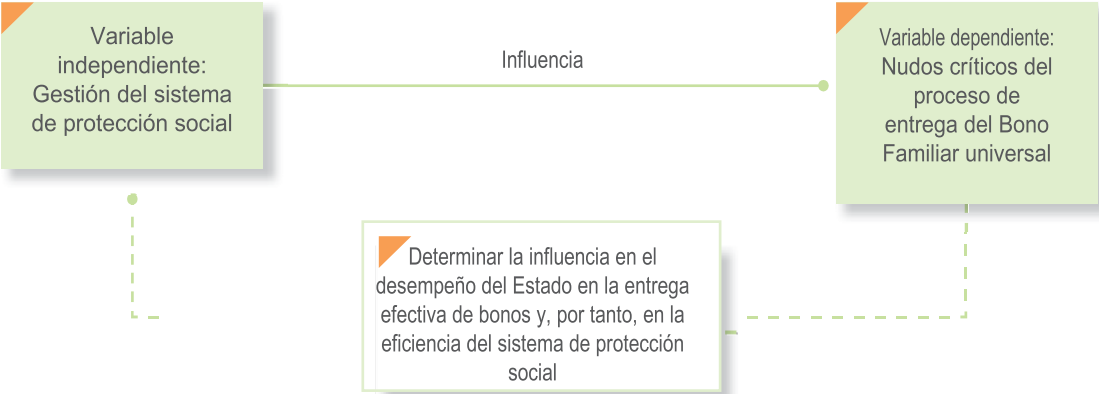 Variable
independiente:
Gestión del sistema
de protección social
Influencia
Variable dependiente:
Nudos críticos del
proceso de
entrega del Bono
Familiar universal
Determinar la influencia en el
desempeño del Estado en la entrega
efectiva de bonos y, por tanto, en la
eficiencia del sistema de protección
social